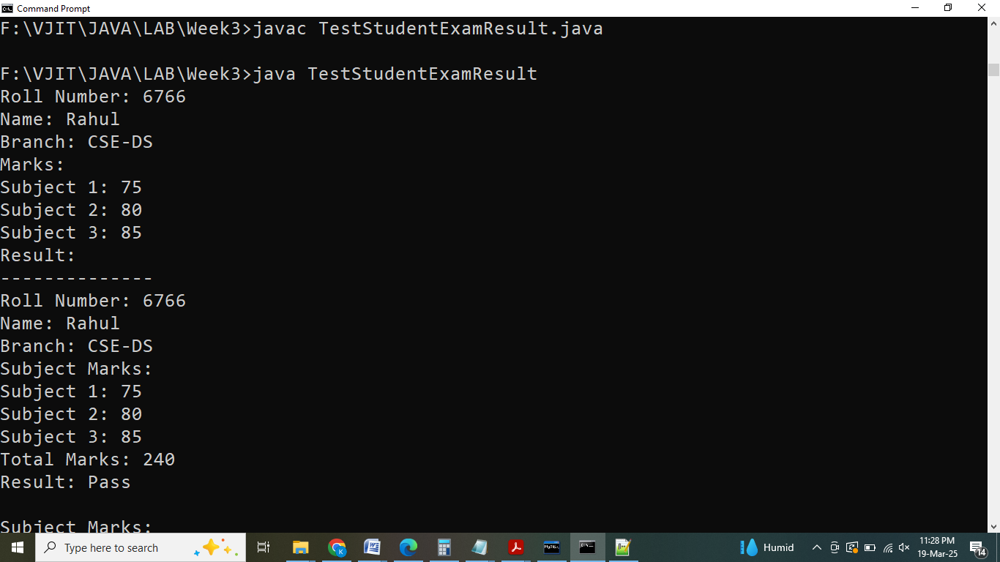 Command Prompt
F:\VJIT\JAVA\LAB\Week3>javac TestStudentExamResult.java
F:\VJIT\JAVA\LAB\Week3>java TestStudentExamResult
Roll Number: 6766
Name: Rahul
Branch: CSE-DS
Marks:
Subject 1: 75
Subject 2: 80
Subject 3: 85
Result:
--------------
Roll Number: 6766
Name: Rahul
Branch: CSE-DS
Subject Marks:
Subject 1: 75
Subject 2: 80
Subject 3: 85
Total Marks: 240
Result: Pass
Subject Marks:
Type here to search
Humid
11:28 PM
19-Mar-25
14